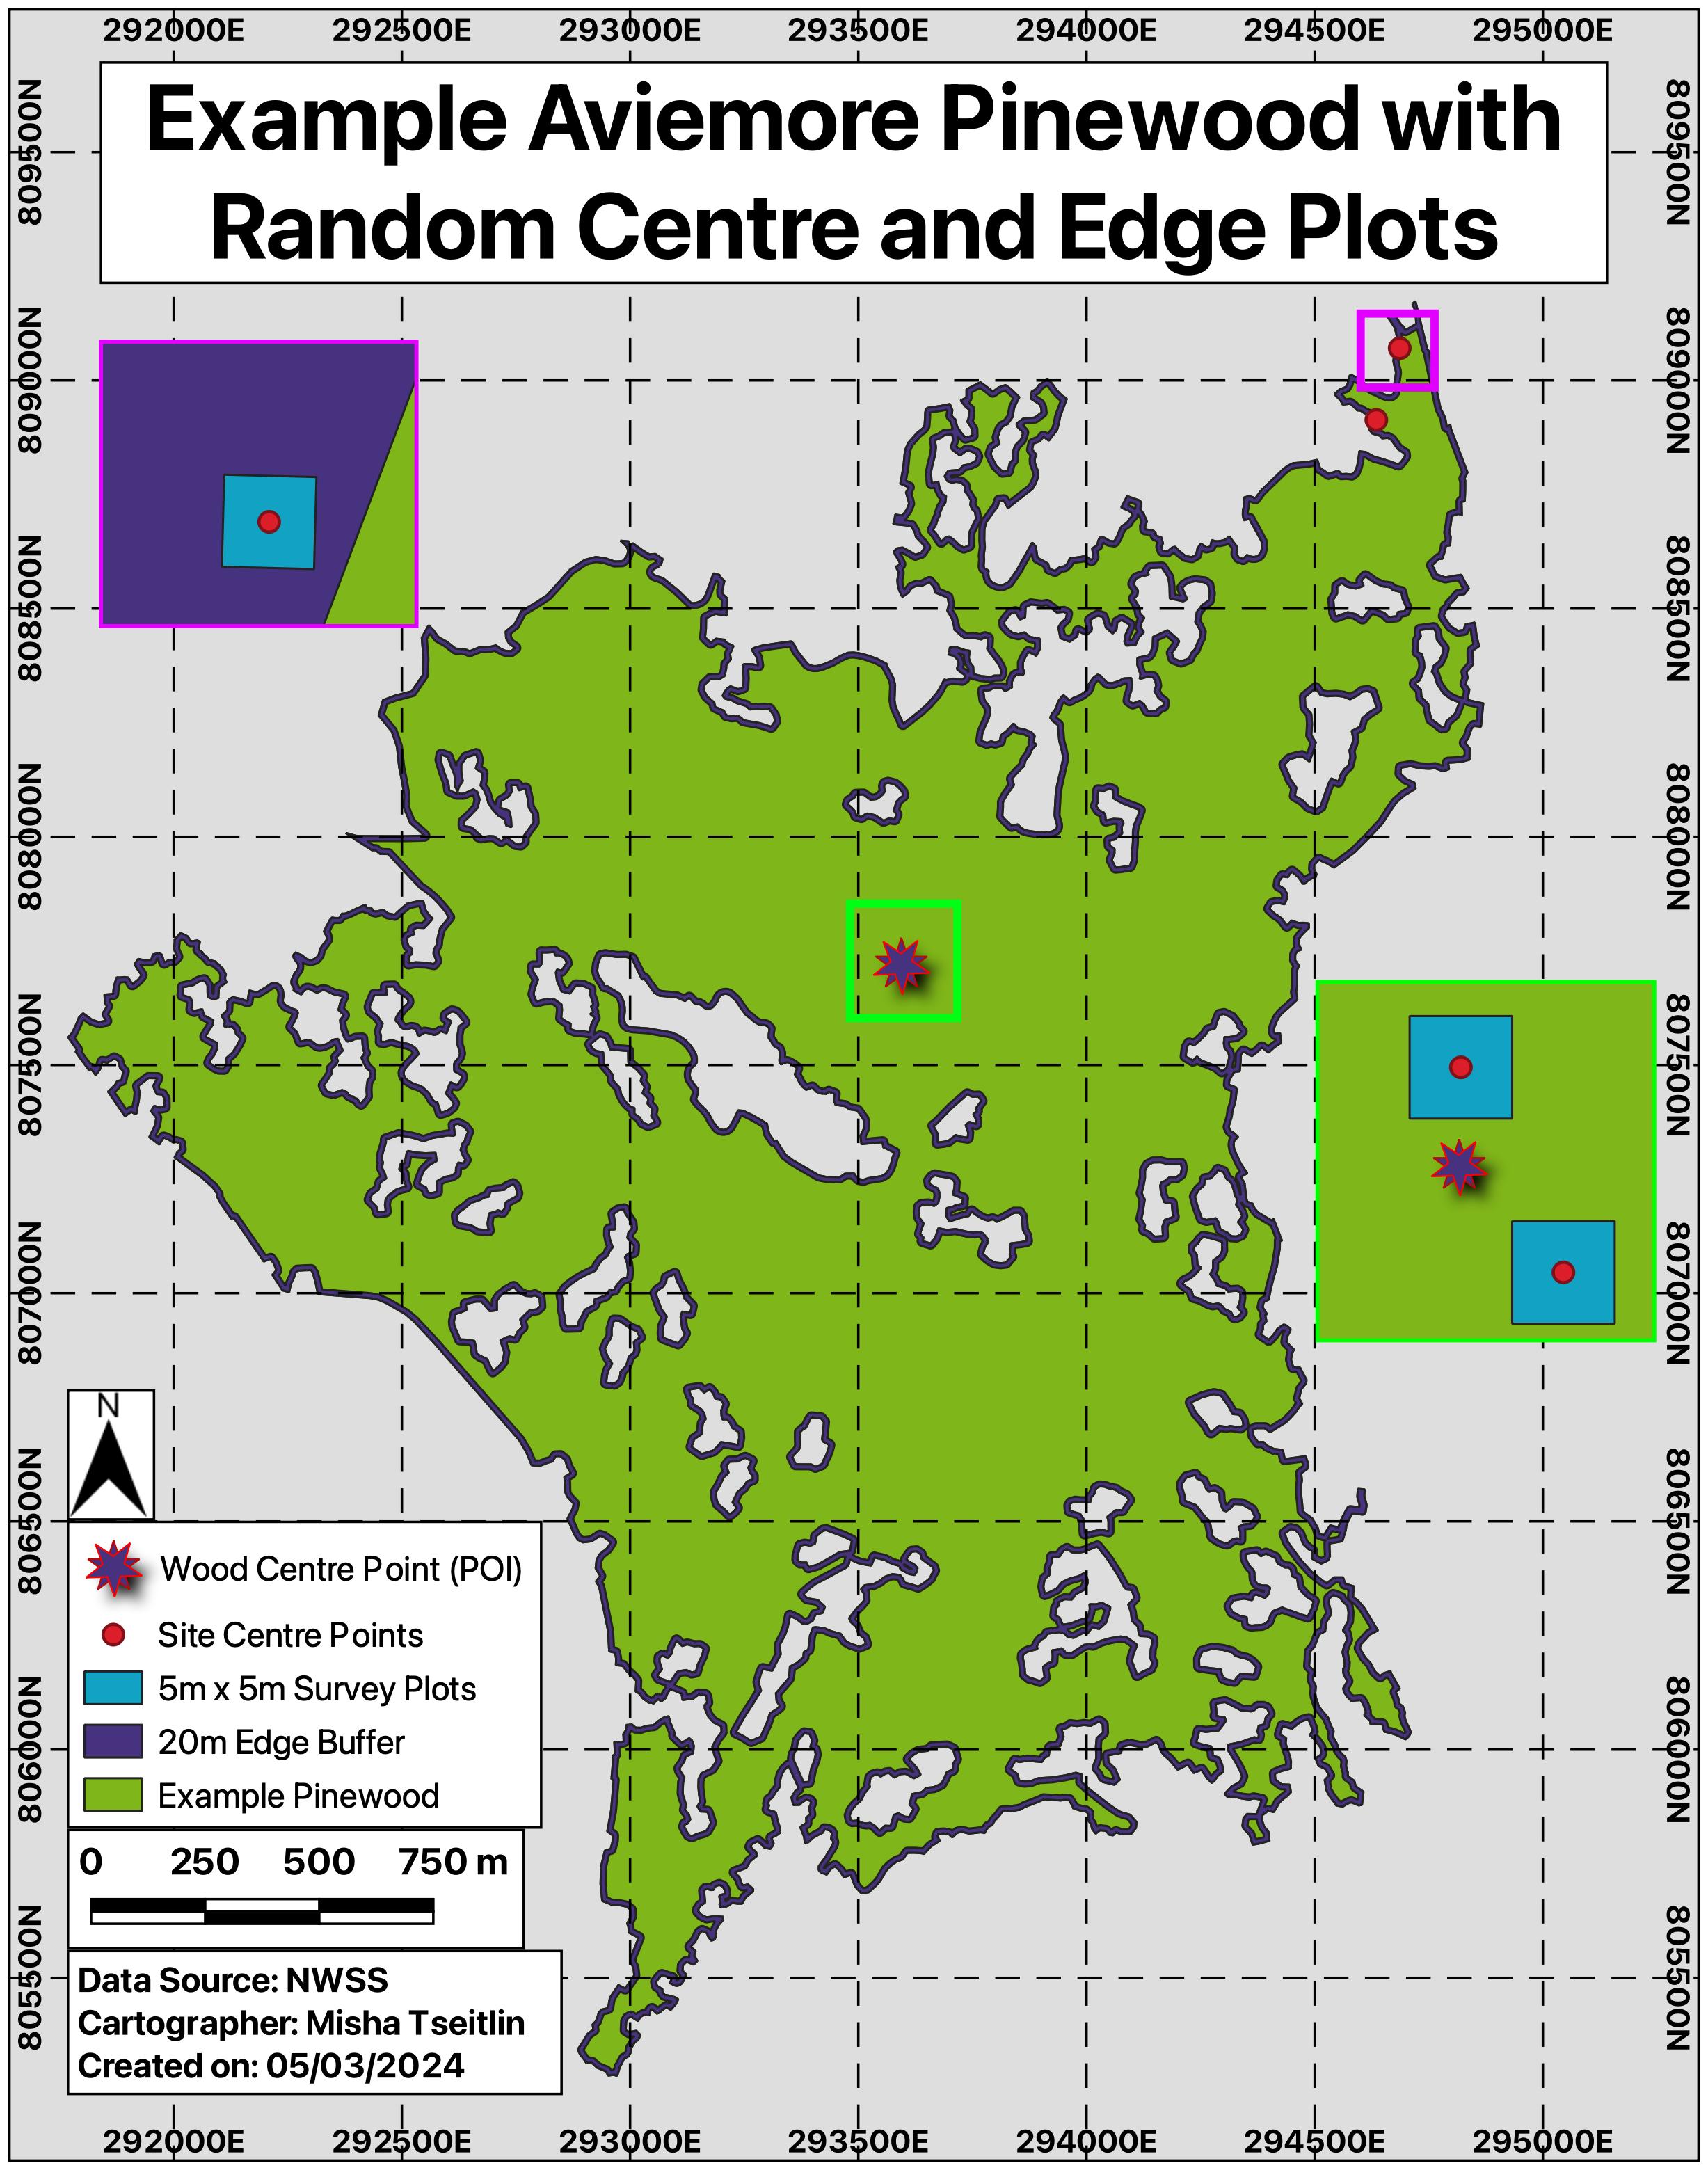 292000E 292500E 293000E 293500E 294000E 294500E 295000E
Example Aviemore Pinewood with
Random Centre and Edge Plots
809500N 809500N
809000N 809000N
808500N 808500N
808000N 808000N
807500N 807500N
807000N 807000N
806500N 806500N
806000N 806000N
805500N 805500N
N
Wood Centre Point (POI)
Site Centre Points
5m x 5m Survey Plots
20m Edge Buffer
Example Pinewood
0 250 500 750 m
Data Source: NWSS
Cartographer: Misha Tseitlin
Created on: 05/03/2024
292000E 292500E 293000E 293500E 294000E 294500E 295000E